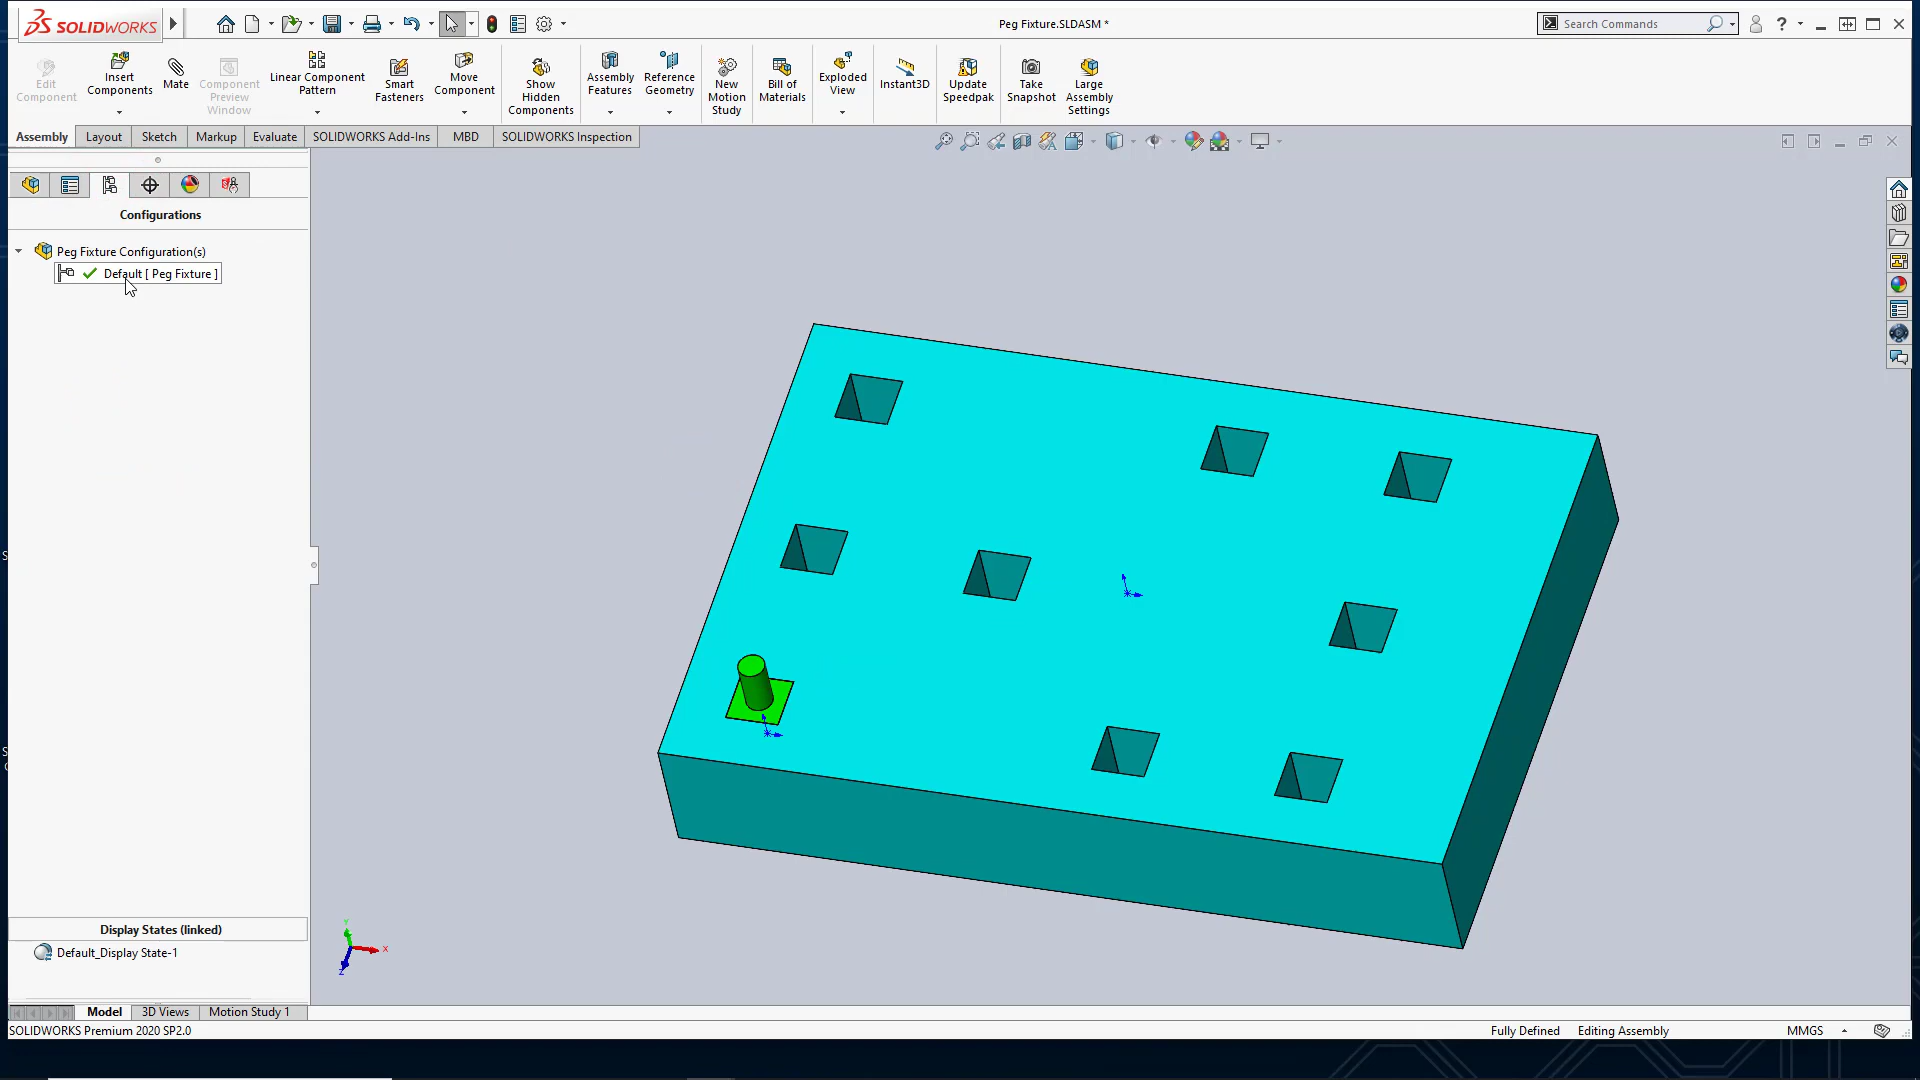 SOLIDWORKS
Peg Fixture.SLDASM *
Search Commands
?
Edit Component
Insert Components
Mate
Component Preview Window
Linear Component Pattern
Smart Fasteners
Move Component
Show Hidden Components
Assembly Features
Reference Geometry
New Motion Study
Bill of Materials
Exploded View
Instant3D
Update Speedpak
Take Snapshot
Large Assembly Settings
Assembly
Layout
Sketch
Markup
Evaluate
SOLIDWORKS Add-Ins
MBD
SOLIDWORKS Inspection
Configurations
Peg Fixture Configuration(s)
Default [ Peg Fixture ]
Y
X
Z
Display States (linked)
Default_Display State-1
Model
3D Views
Motion Study 1
SOLIDWORKS Premium 2020 SP2.0
Fully Defined
Editing Assembly
MMGS